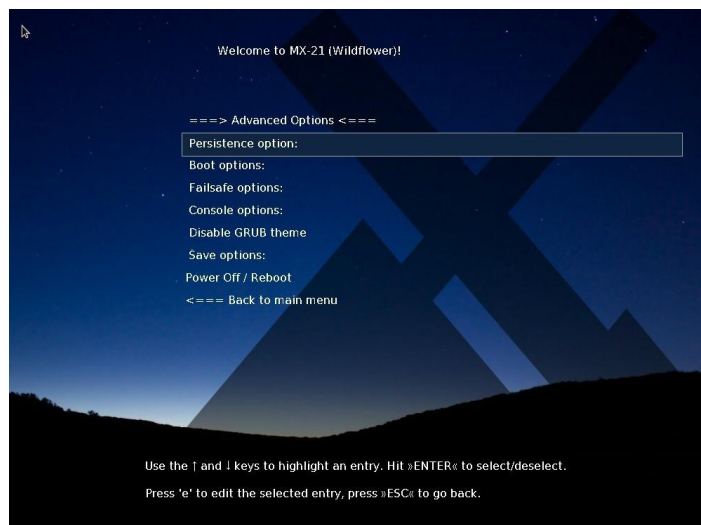 Welcome to MX-21 (Wildflower)!
===> Advanced Options <===
Persistence option:
Boot options:
Failsafe options:
Console options:
Disable GRUB theme
Save options:
Power Off / Reboot
<=== Back to main menu
Use the ↑ and ↓ keys to highlight an entry. Hit »ENTER« to select/deselect.
Press 'e' to edit the selected entry, press »ESC« to go back.